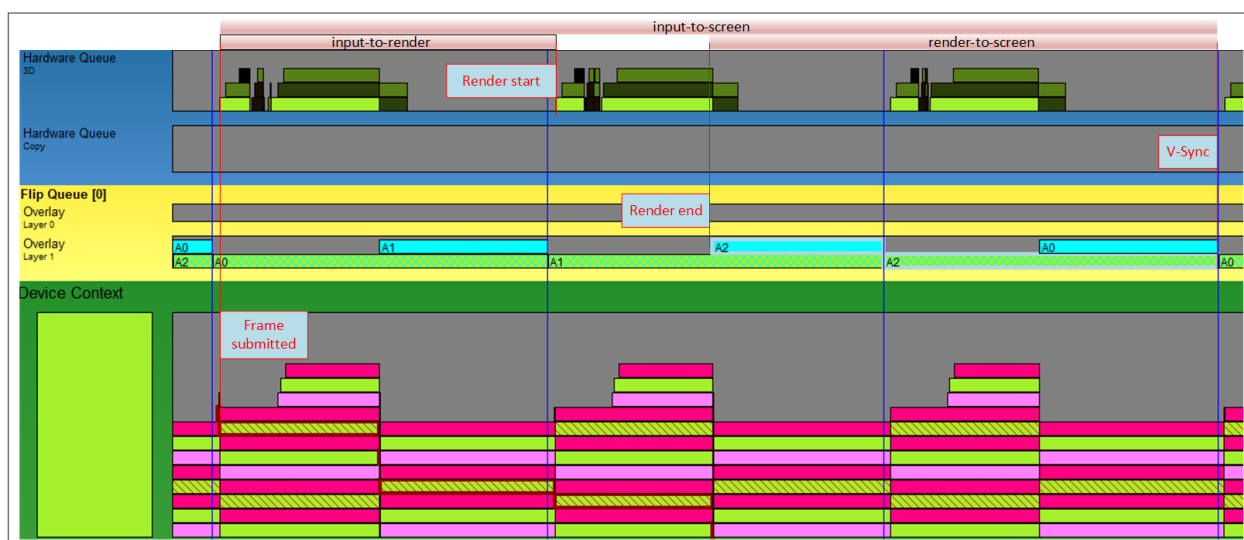 input-to-screen
input-to-render
render-to-screen
Hardware Queue
3D
Render start
Hardware Queue
Copy
V-Sync
Flip Queue [0]
Overlay
Layer 0
Render end
Overlay
Layer 1
A0
A1
A2
A0
A2
A0
A1
A2
A0
Device Context
Frame
submitted